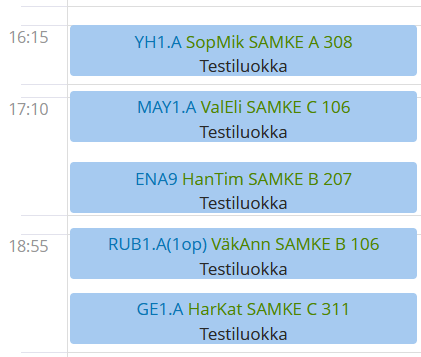 16:15
YH1.A SopMik SAMKE A 308
Testiluokka
17:10
MAY1.A ValEli SAMKE C 106
Testiluokka
ENA9 HanTim SAMKE B 207
Testiluokka
18:55
RUB1.A(1op) VäkAnn SAMKE B 106
Testiluokka
GE1.A HarKat SAMKE C 311
Testiluokka